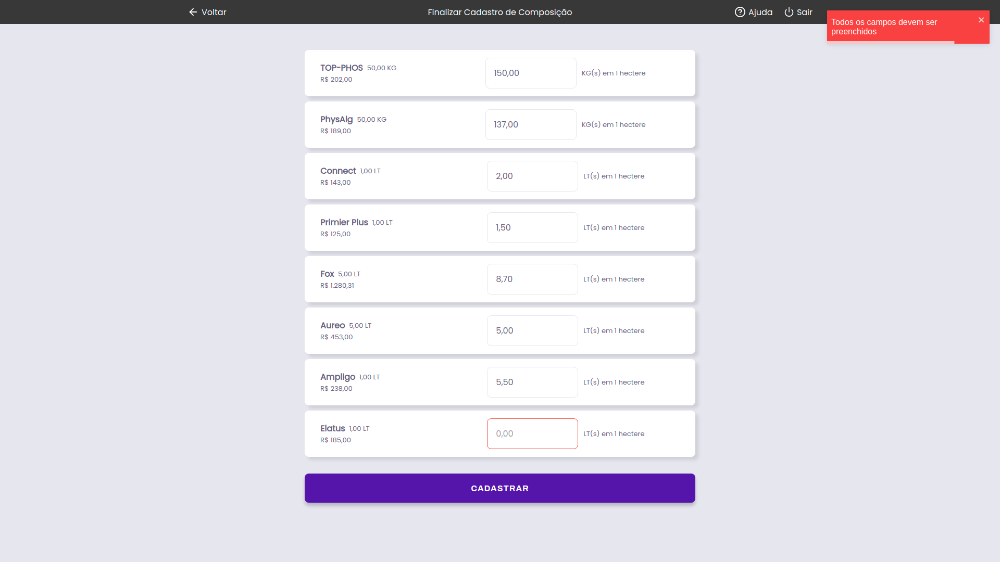 Voltar
Finalizar Cadastro de Composição
Ajuda
Sair
Todos os campos devem ser
preenchidos
TOP-PHOS 50,00 KG
R$ 202,00
150,00
KG(s) em 1 hectere
PhysAlg 50,00 KG
R$ 189,00
137,00
KG(s) em 1 hectere
Connect 1,00 LT
R$ 143,00
2,00
LT(s) em 1 hectere
Primier Plus 1,00 LT
R$ 125,00
1,50
LT(s) em 1 hectere
Fox 5,00 LT
R$ 1.280,31
8,70
LT(s) em 1 hectere
Aureo 5,00 LT
R$ 453,00
5,00
LT(s) em 1 hectere
Ampligo 1,00 LT
R$ 238,00
5,50
LT(s) em 1 hectere
Elatus 1,00 LT
R$ 185,00
0,00
LT(s) em 1 hectere
CADASTRAR